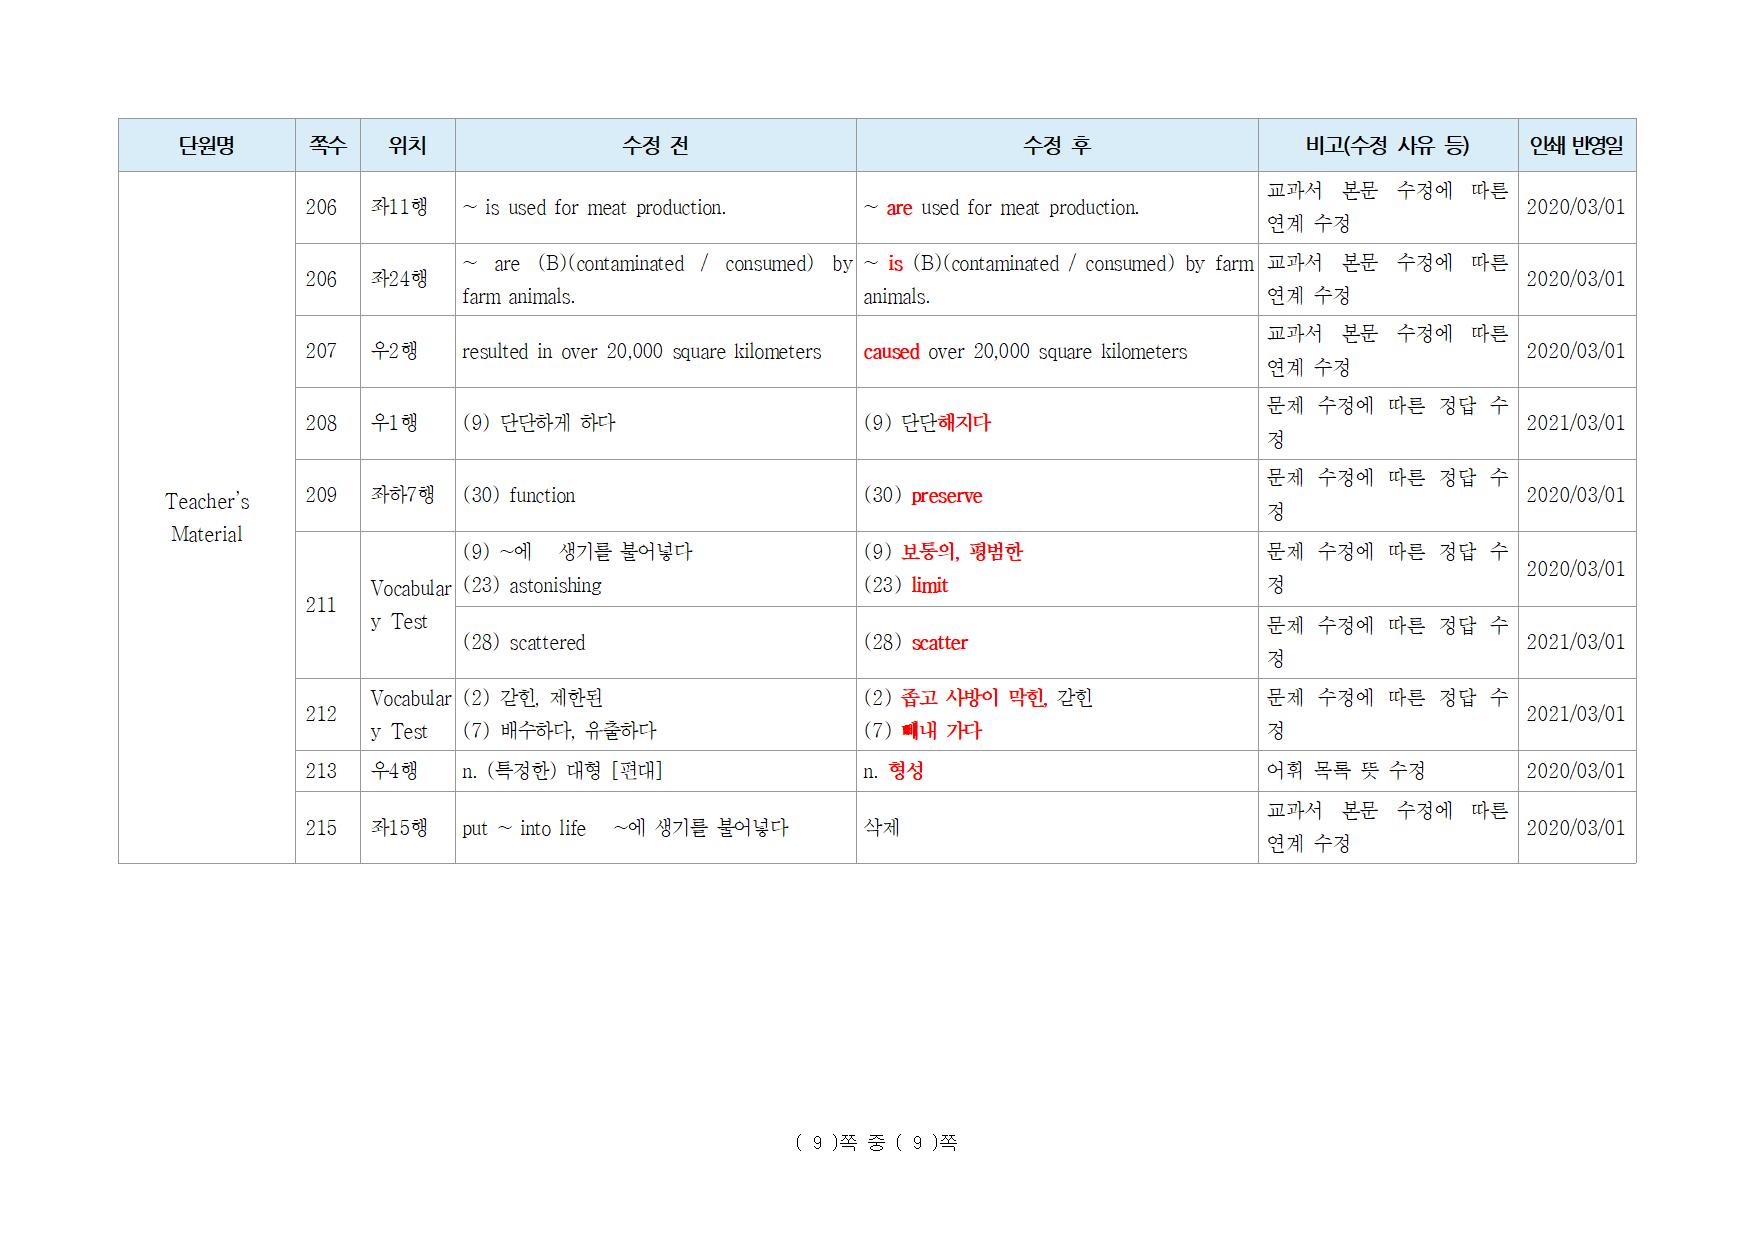 단원명 쪽수 위치 수정 전 수정 후 비고(수정 사유 등) 인쇄 반영일
Teacher's
Material
206 좌11행 ~ is used for meat production. ~ are used for meat production. 교과서 본문 수정에 따른
연계 수정 2020/03/01
206 좌24행 ~ are (B)(contaminated / consumed) by
farm animals. ~ is (B)(contaminated / consumed) by farm
animals. 교과서 본문 수정에 따른
연계 수정 2020/03/01
207 우2행 resulted in over 20,000 square kilometers caused over 20,000 square kilometers 교과서 본문 수정에 따른
연계 수정 2020/03/01
208 우1행 (9) 단단하게 하다 (9) 단단해지다 문제 수정에 따른 정답 수
정 2021/03/01
209 좌하7행 (30) function (30) preserve 문제 수정에 따른 정답 수
정 2020/03/01
211 Vocabular
y Test
(9) ~에 생기를 불어넣다
(23) astonishing
(9) 보통의, 평범한
(23) limit
문제 수정에 따른 정답 수
정 2020/03/01
(28) scattered (28) scatter 문제 수정에 따른 정답 수
정 2021/03/01
212 Vocabular
y Test
(2) 갇힌, 제한된
(7) 배수하다, 유출하다
(2) 좁고 사방이 막힌, 갇힌
(7) 빼내 가다
문제 수정에 따른 정답 수
정 2021/03/01
213 우4행 n. (특정한) 대형 [편대] n. 형성 어휘 목록 뜻 수정 2020/03/01
215 좌15행 put ~ into life ~에 생기를 불어넣다 삭제 교과서 본문 수정에 따른
연계 수정 2020/03/01
( 9 )쪽 중 ( 9 )쪽